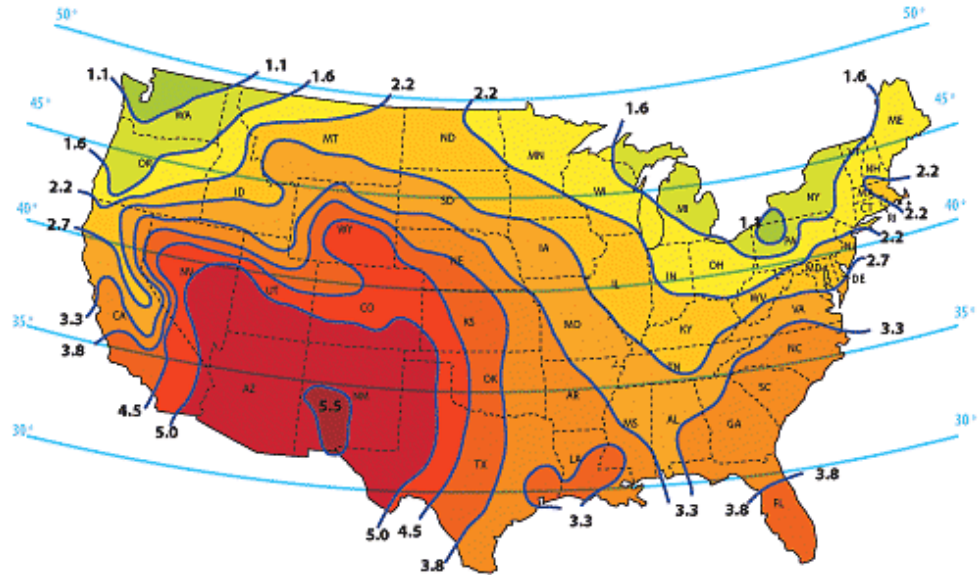 50°
50°
1.1
1.1
1.6
2.2
2.2
1.6
1.6
45°
45°
WA
MT
ND
MN
ME
VT
NH
1.6
OR
ID
SD
WI
MI
NY
2.2
2.2
40°
40°
2.7
WY
IA
1.1
PA
CT
RI
2.2
NV
UT
NE
IL
IN
OH
MD
DE
2.7
3.3
CA
CO
KS
MO
KY
WV
VA
3.3
3.8
35°
35°
AZ
NM
OK
AR
TN
NC
SC
4.5
5.0
5.5
MS
AL
GA
30°
30°
TX
LA
3.8
3.8
FL
5.0
4.5
3.3
3.3
3.8